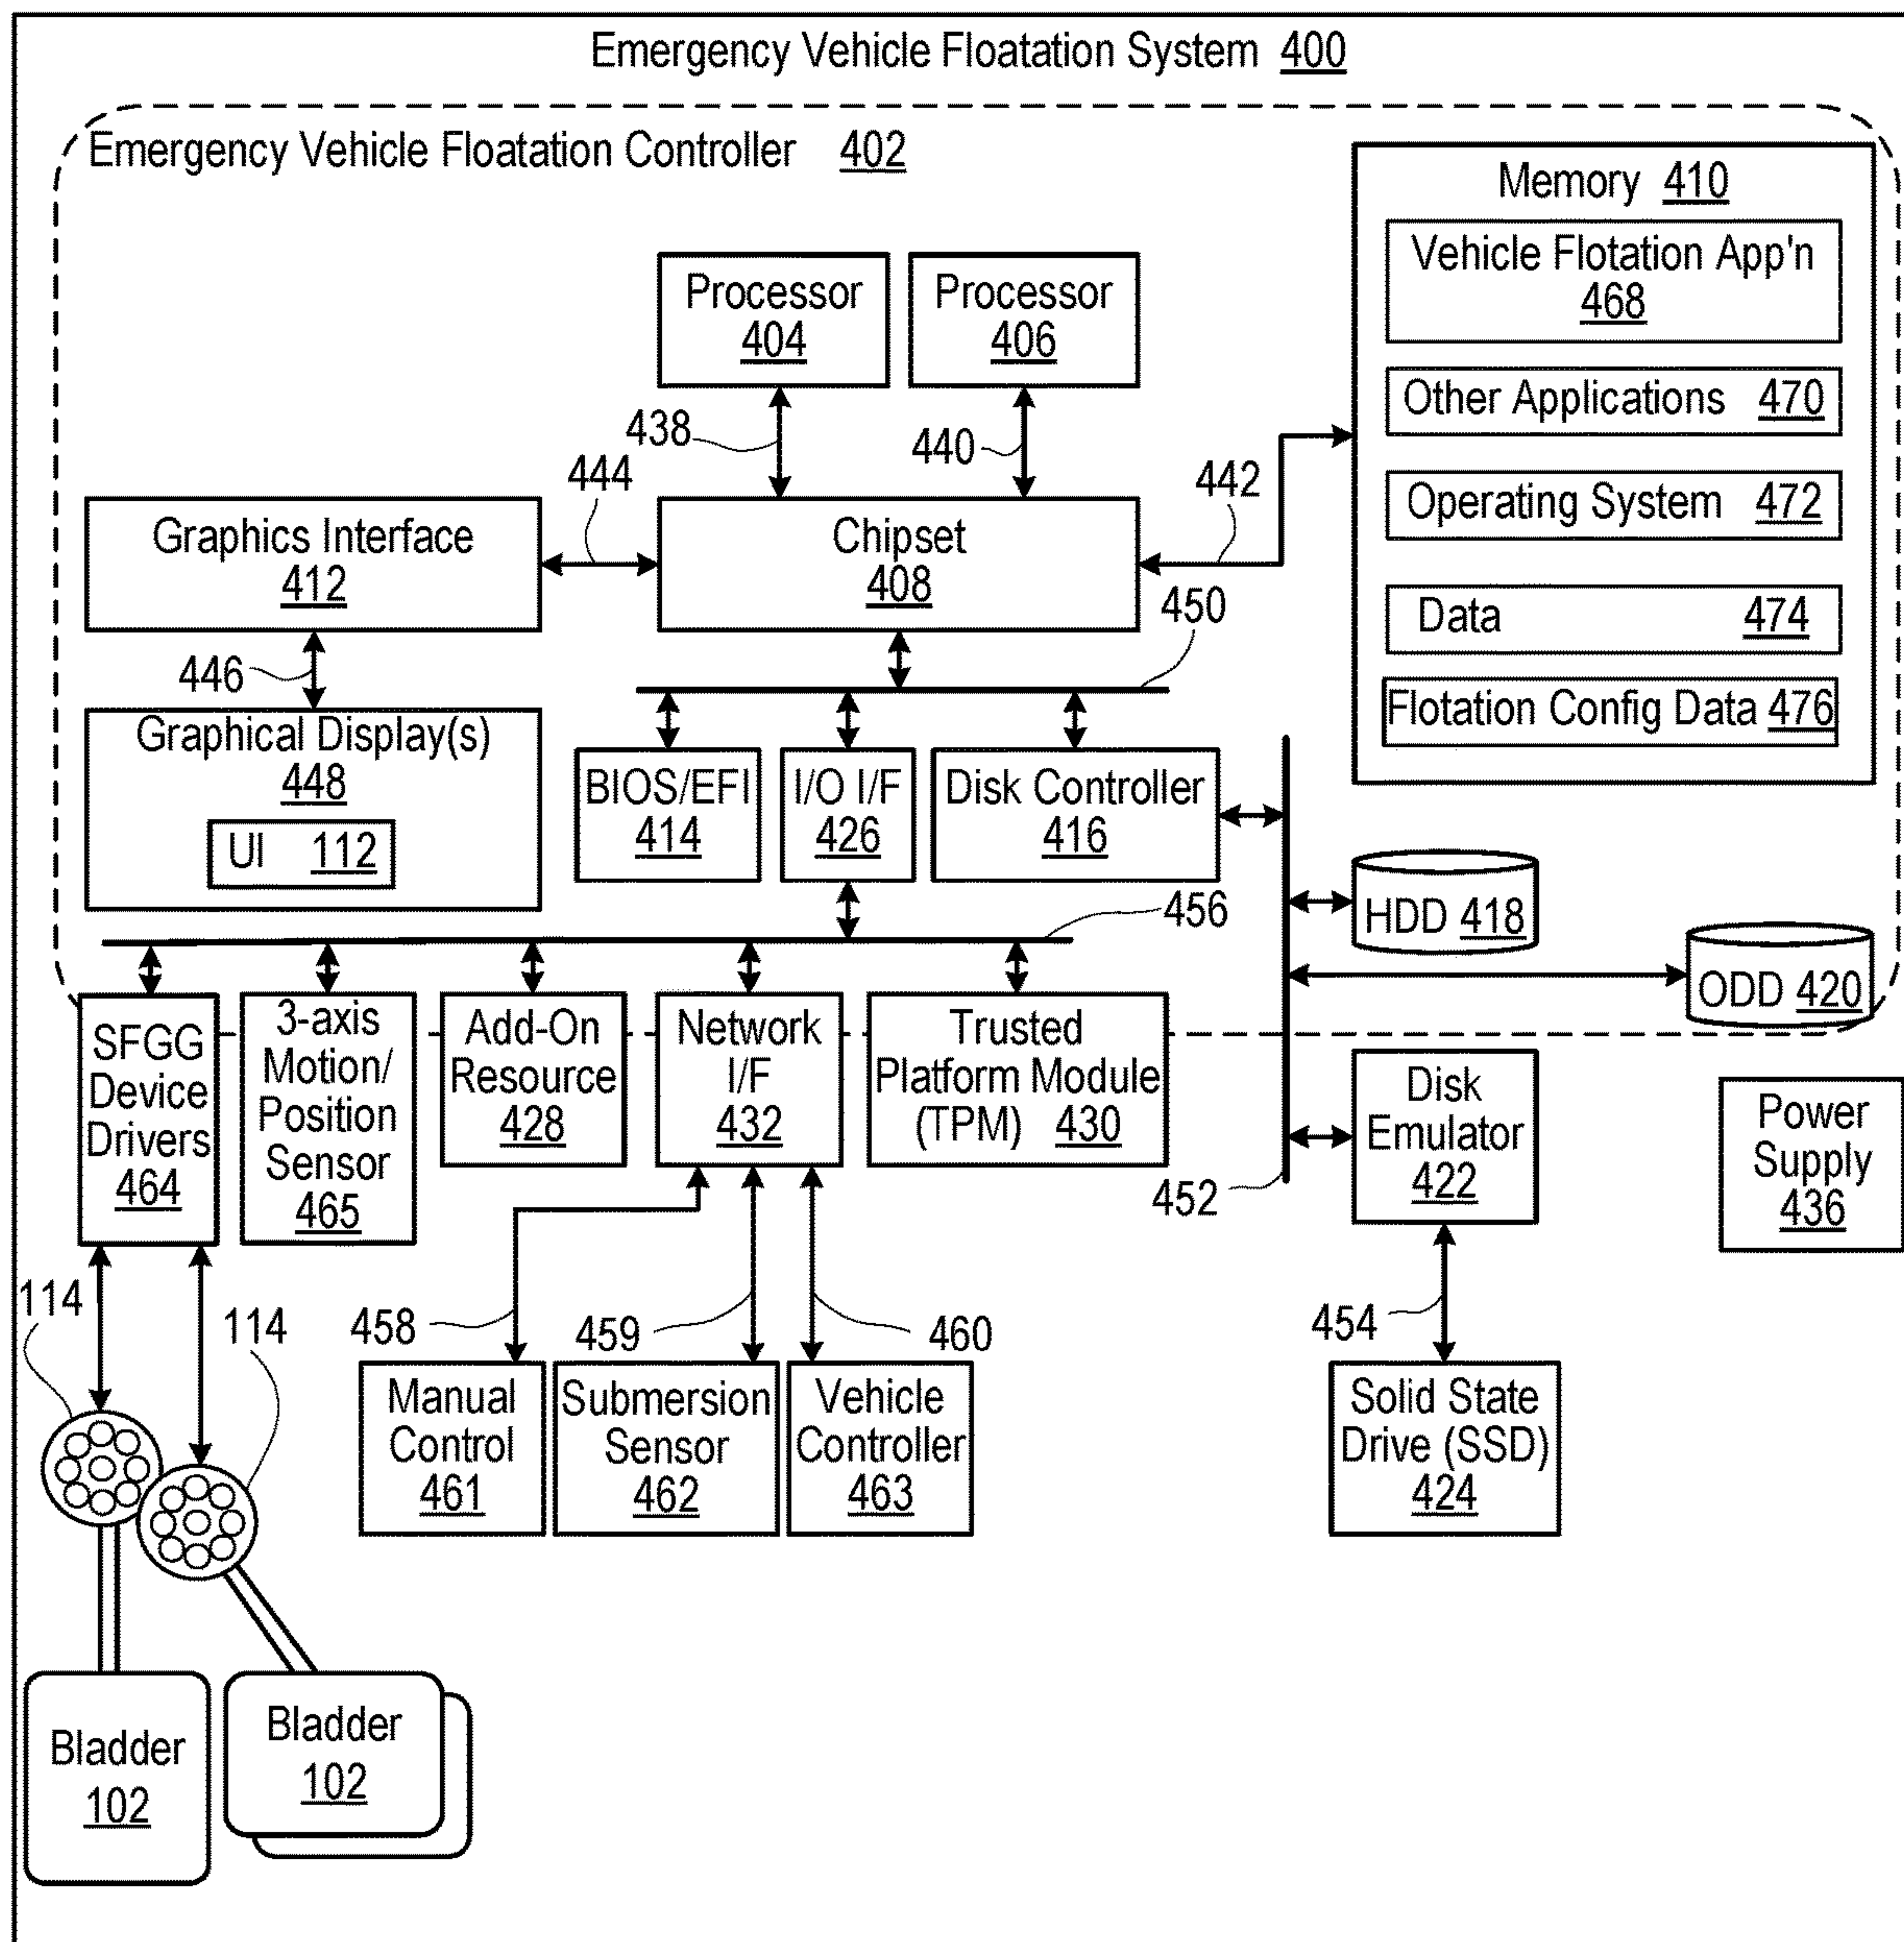 Emergency Vehicle Floatation System 400
Emergency Vehicle Floatation Controller 402
Memory 410
Vehicle Flotation App'n
468
Other Applications 470
Operating System 472
Data 474
Flotation Config Data 476
Processor
404
Processor
406
438
440
444
442
Graphics Interface
412
Chipset
408
450
446
Graphical Display(s)
448
UI 112
BIOS/EFI
414
I/O I/F
426
Disk Controller
416
HDD 418
456
ODD 420
SFGG
Device
Drivers
464
3-axis
Motion/
Position
Sensor
465
Add-On
Resource
428
Network
I/F
432
Trusted
Platform Module
(TPM) 430
452
Disk
Emulator
422
Power
Supply
436
114
114
458
459
460
454
Manual
Control
461
Submersion
Sensor
462
Vehicle
Controller
463
Solid State
Drive (SSD)
424
Bladder
102
Bladder
102